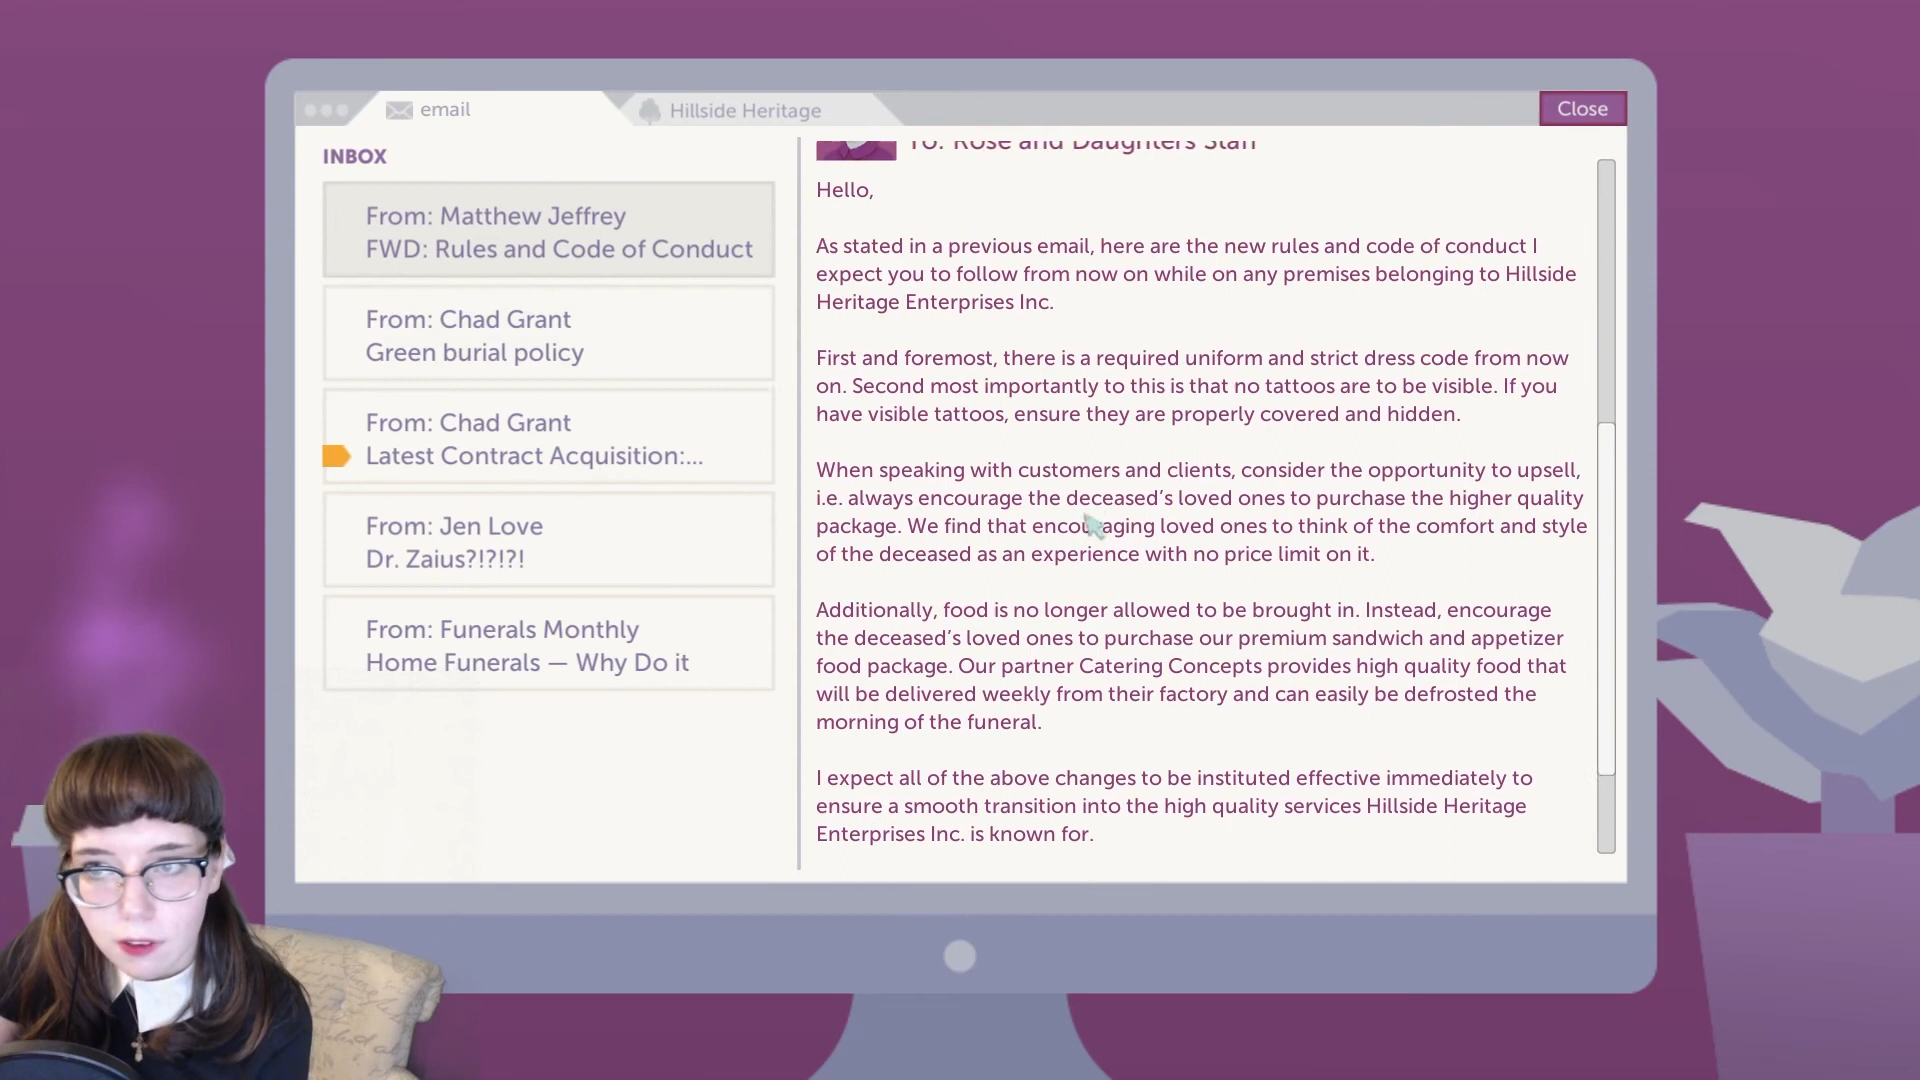 email
Hillside Heritage
Close
INBOX
From: Matthew Jeffrey
FWD: Rules and Code of Conduct
From: Chad Grant
Green burial policy
From: Chad Grant
Latest Contract Acquisition:...
From: Jen Love
Dr. Zaius?!?!?!
From: Funerals Monthly
Home Funerals — Why Do it
To: Rose and Daughters Staff
Hello,
As stated in a previous email, here are the new rules and code of conduct I
expect you to follow from now on while on any premises belonging to Hillside
Heritage Enterprises Inc.
First and foremost, there is a required uniform and strict dress code from now
on. Second most importantly to this is that no tattoos are to be visible. If you
have visible tattoos, ensure they are properly covered and hidden.
When speaking with customers and clients, consider the opportunity to upsell,
i.e. always encourage the deceased’s loved ones to purchase the higher quality
package. We find that encouraging loved ones to think of the comfort and style
of the deceased as an experience with no price limit on it.
Additionally, food is no longer allowed to be brought in. Instead, encourage
the deceased’s loved ones to purchase our premium sandwich and appetizer
food package. Our partner Catering Concepts provides high quality food that
will be delivered weekly from their factory and can easily be defrosted the
morning of the funeral.
I expect all of the above changes to be instituted effective immediately to
ensure a smooth transition into the high quality services Hillside Heritage
Enterprises Inc. is known for.